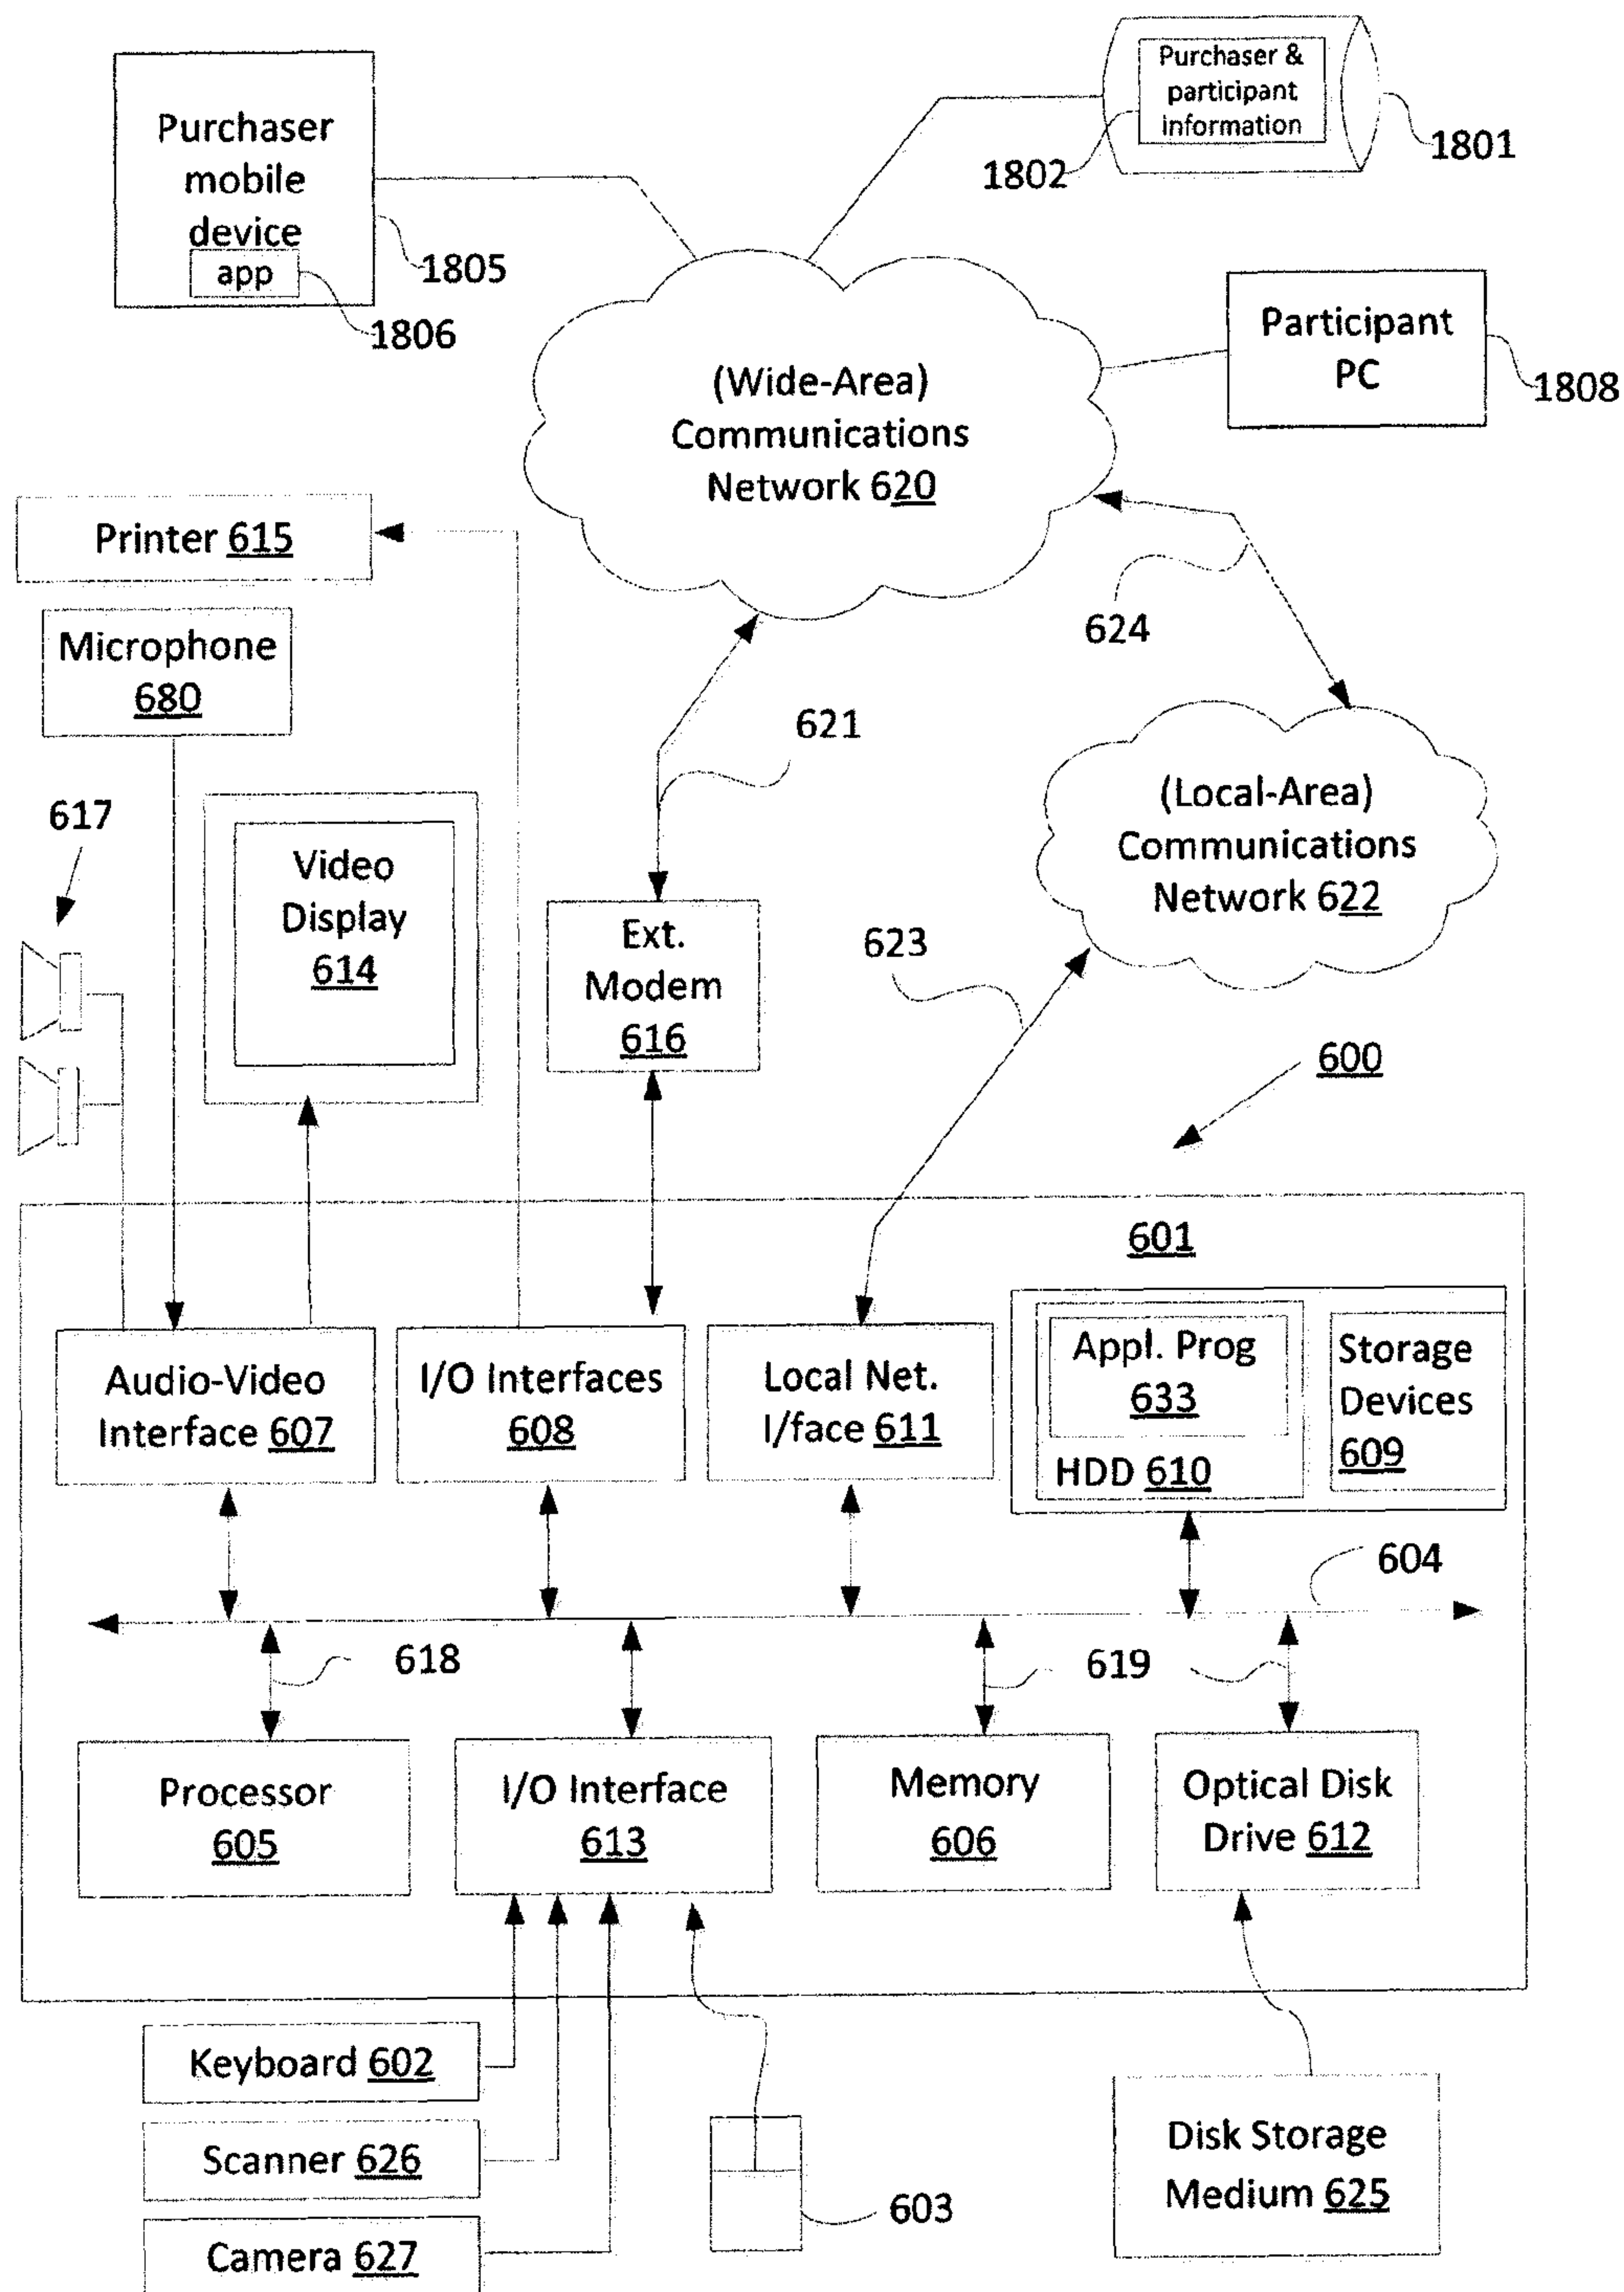 Purchaser
mobile
device
app
1805
1806
Purchaser &
participant
information
1802
1801
Participant
PC
1808
(Wide-Area)
Communications
Network 620
Printer 615
Microphone
680
624
621
617
Video
Display
614
(Local-Area)
Communications
Network 622
Ext.
Modem
616
623
600
601
Audio-Video
Interface 607
I/O Interfaces
608
Local Net.
I/face 611
Appl. Prog
633
HDD 610
Storage
Devices
609
604
618
619
Processor
605
I/O Interface
613
Memory
606
Optical Disk
Drive 612
Keyboard 602
Scanner 626
Camera 627
603
Disk Storage
Medium 625